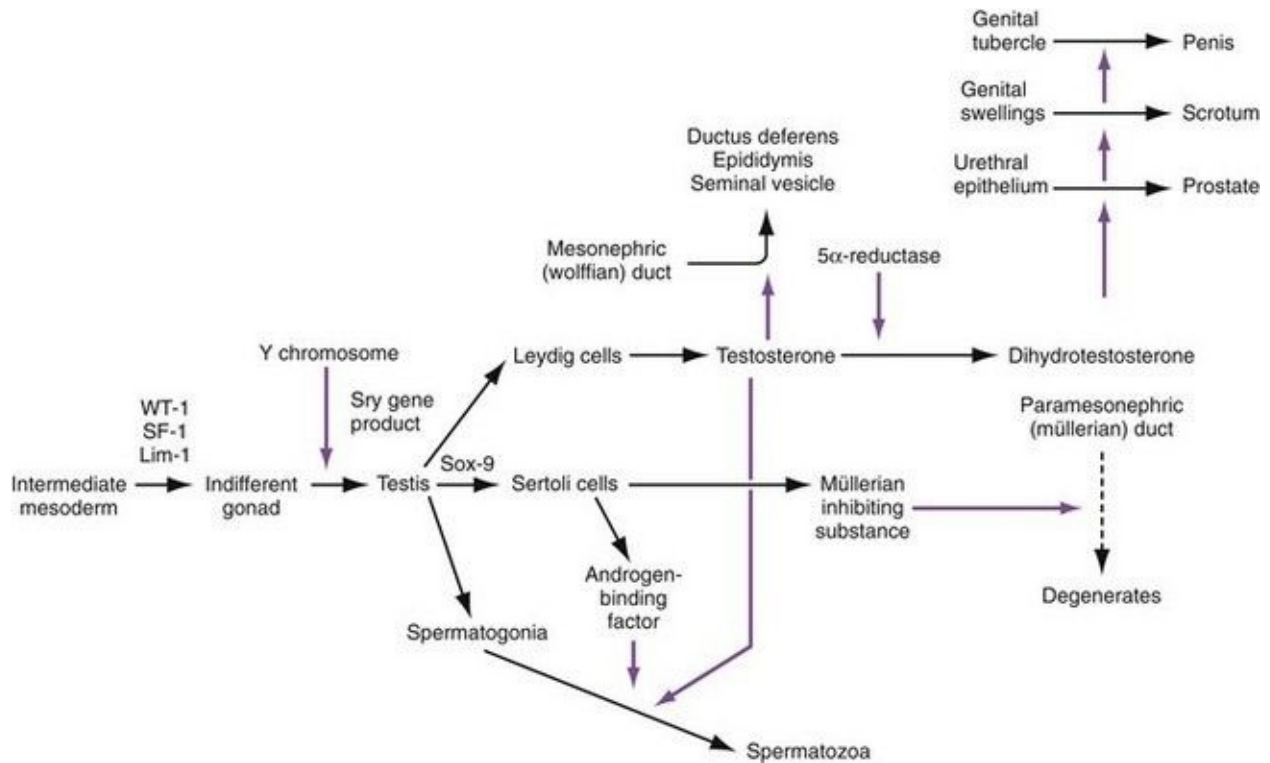 Genital
tubercle
Penis
Genital
swellings
Scrotum
Urethral
epithelium
Prostate
Ductus deferens
Epididymis
Seminal vesicle
Mesonephric
(wolffian) duct
5α-reductase
Y chromosome
Leydig cells
Testosterone
Dihydrotestosterone
WT-1
SF-1
Lim-1
Sry gene
product
Paramesonephric
(müllerian) duct
Intermediate
mesoderm
Indifferent
gonad
Testis
Sox-9
Sertoli cells
Müllerian
inhibiting
substance
Androgen-
binding
factor
Degenerates
Spermatogonia
Spermatozoa